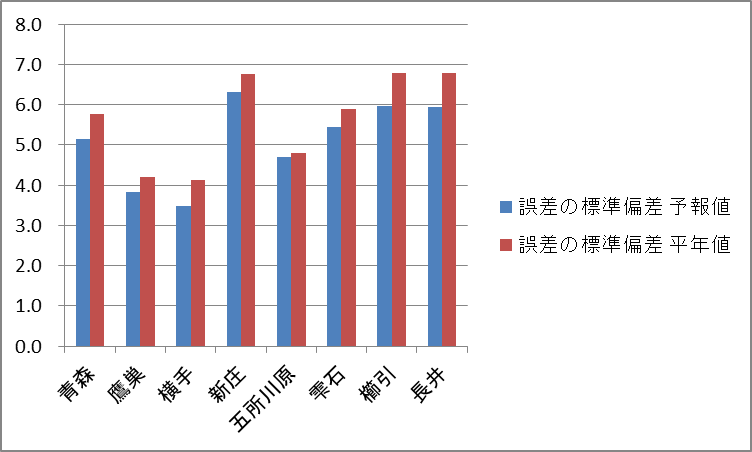 8.0
7.0
6.0
5.0
4.0
3.0
2.0
1.0
0.0
青森
鷹巣
横手
新庄
五所川原
雫石
櫛引
長井
誤差の標準偏差 予報値
誤差の標準偏差 平年値